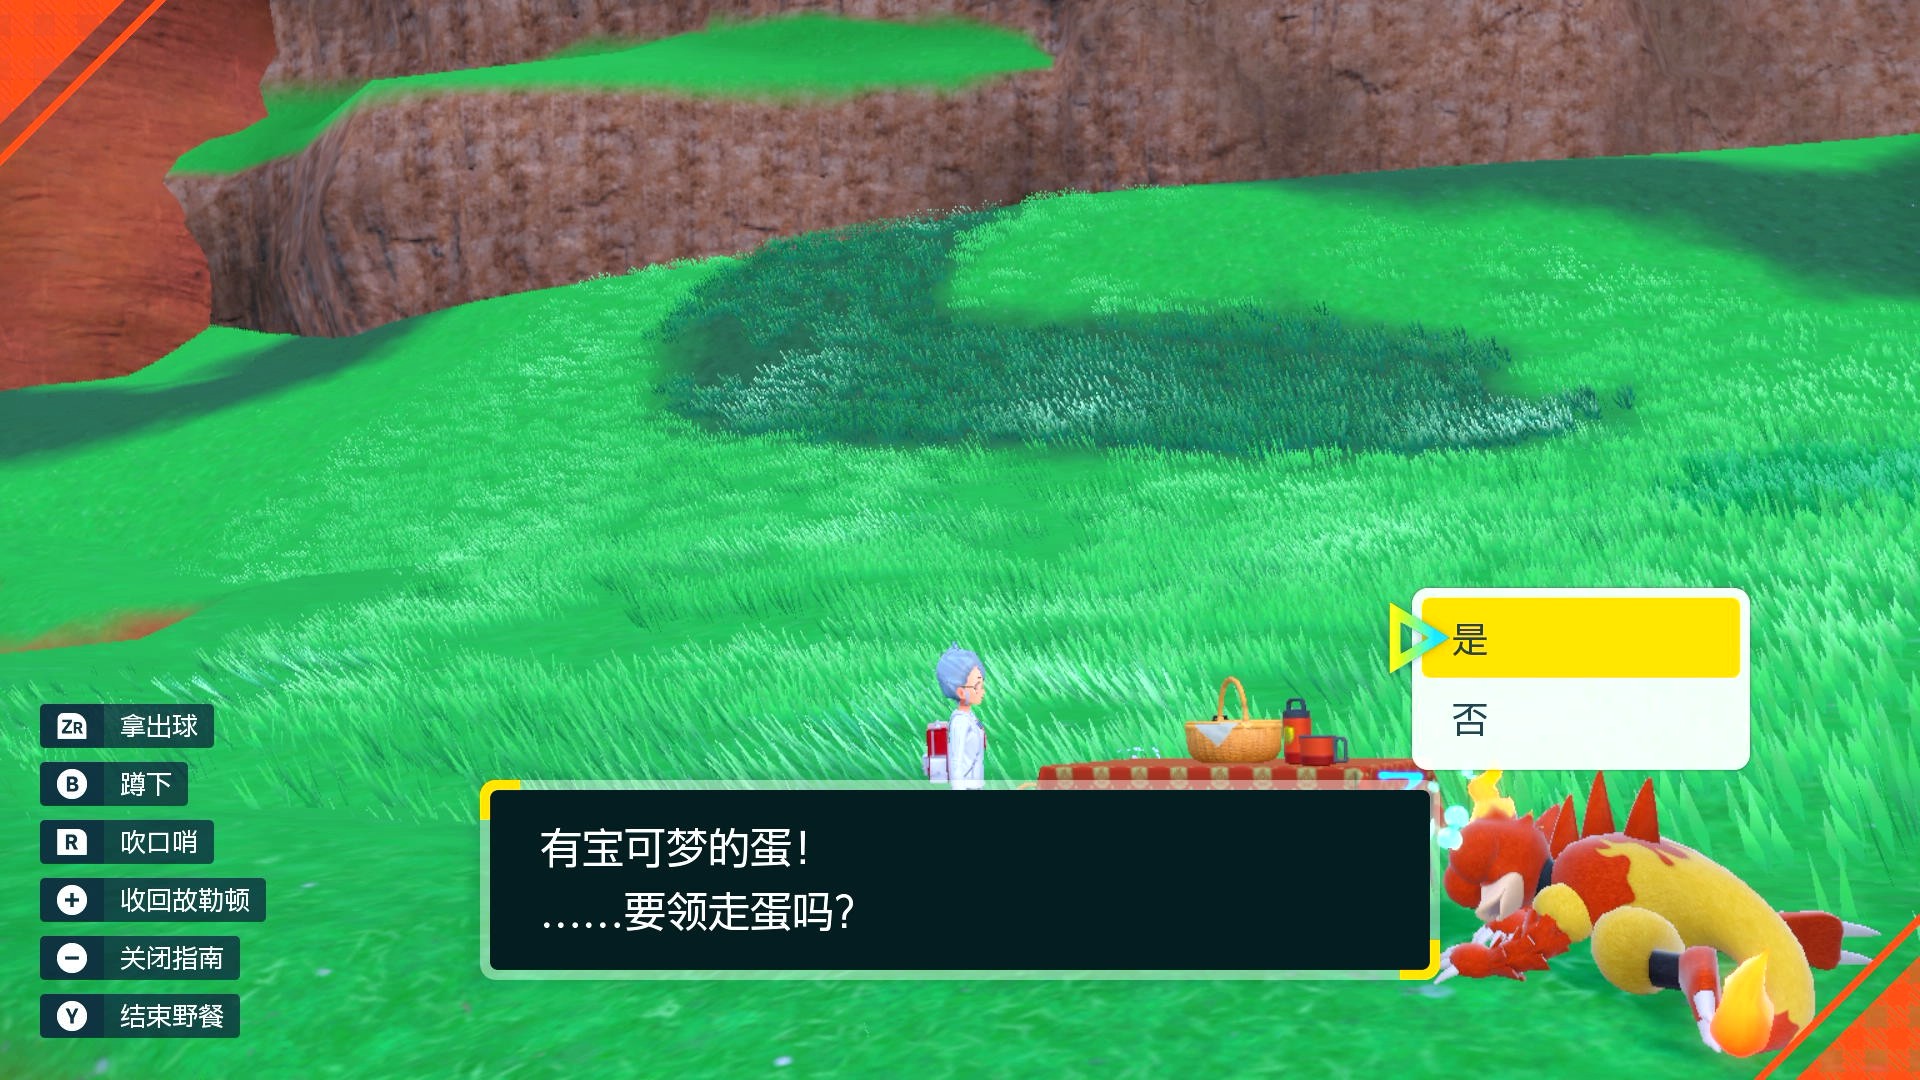 是
否
ZR 拿出球
B 蹲下
R 吹口哨
+ 收回故勒顿
- 关闭指南
Y 结束野餐
有宝可梦的蛋！
……要领走蛋吗？